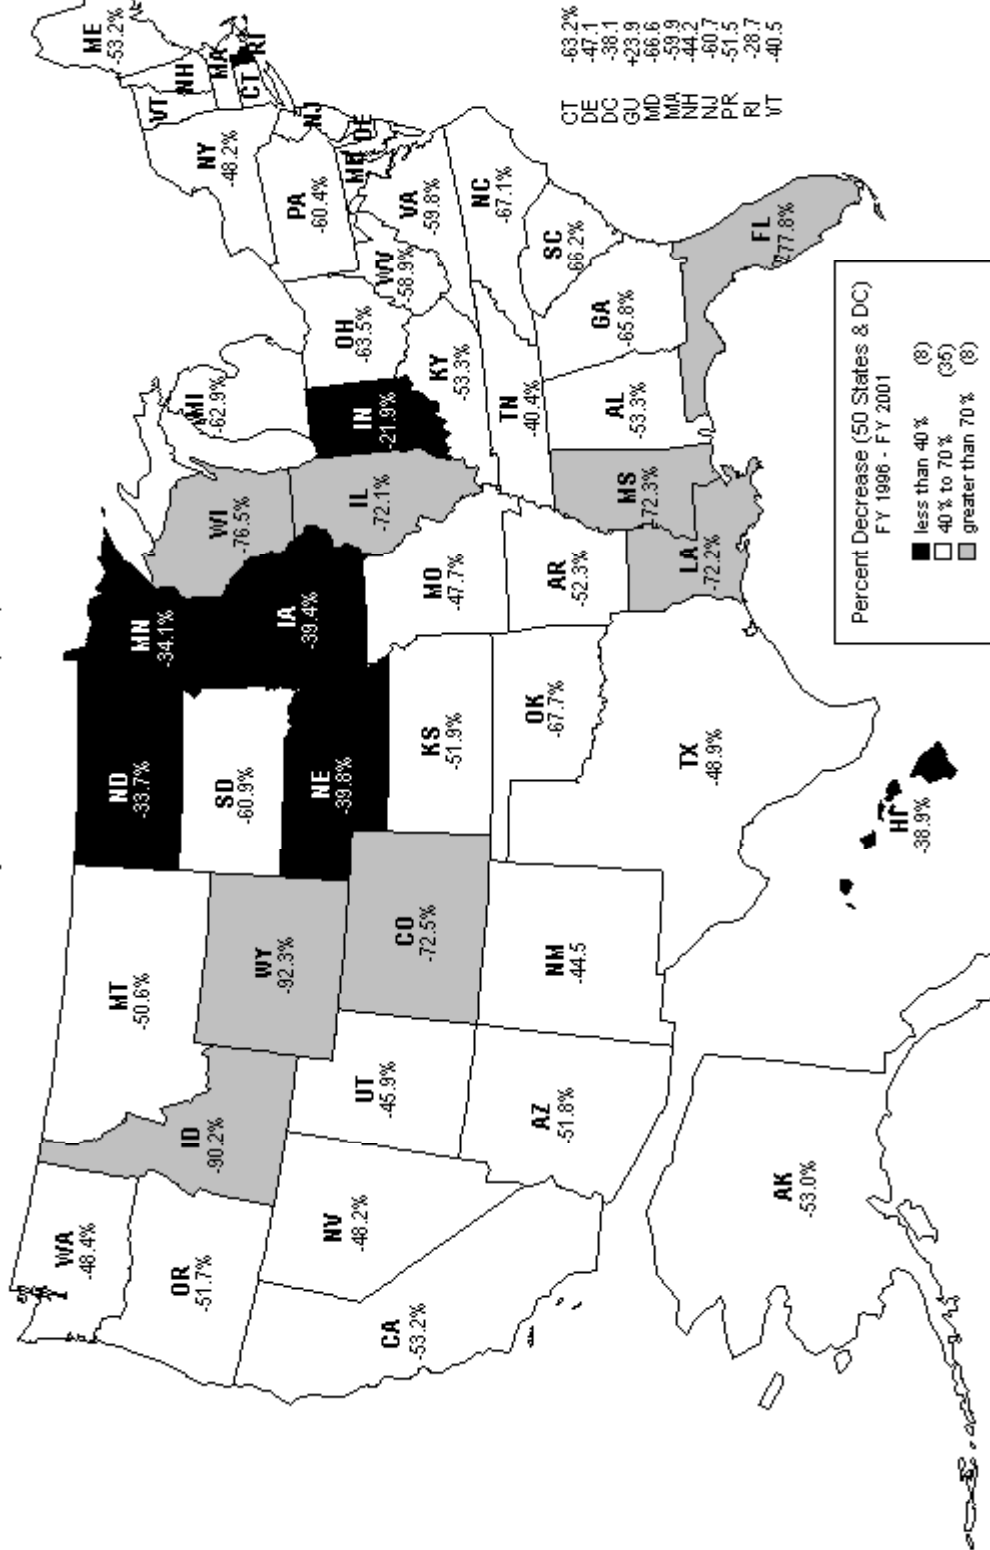 WA
-48.4%
OR
-51.7%
CA
-53.2%
NV
-48.2%
ID
-90.2%
MT
-50.6%
WY
-92.3%
UT
-45.9%
AZ
-51.8%
CO
-72.5%
NM
-44.5
ND
-33.7%
SD
-60.9%
NE
-39.8%
KS
-51.9%
OK
-67.7%
TX
-48.9%
MN
-34.1%
IA
-39.4%
MO
-47.7%
AR
-52.3%
LA
-72.2%
WI
-76.5%
IL
-72.1%
MS
-72.3%
MI
-62.9%
IN
-21.9%
KY
-53.3%
TN
-40.4%
AL
-53.3%
OH
-63.5%
GA
-65.8%
FL
-77.8%
WV
-58.9%
VA
-59.8%
NC
-67.1%
SC
-66.2%
PA
-60.4%
NY
-48.2%
VT
NH
ME
-53.2%
MA
CT
RI
NJ
DE
MD
AK
-53.0%
HI
-38.9%
CT -63.2%
DE -47.1
DC -38.1
GU +23.9
MD -66.6
MA -59.9
NH -44.2
NJ -60.7
PR -51.5
RI -28.7
VT -40.5
Percent Decrease (50 States & DC)
FY 1996 - FY 2001
less than 40% (8)
40% to 70% (35)
greater than 70% (8)